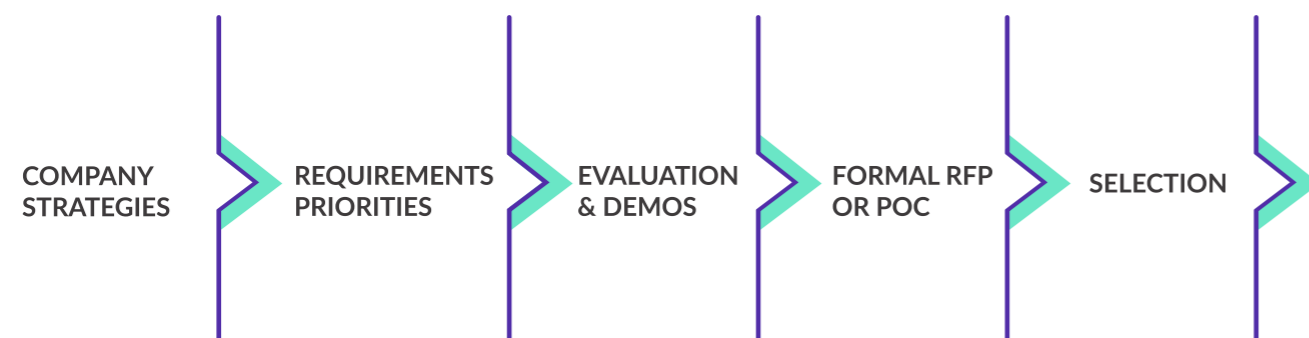 COMPANY
STRATEGIES
REQUIREMENTS
PRIORITIES
EVALUATION
& DEMOS
FORMAL RFP
OR POC
SELECTION